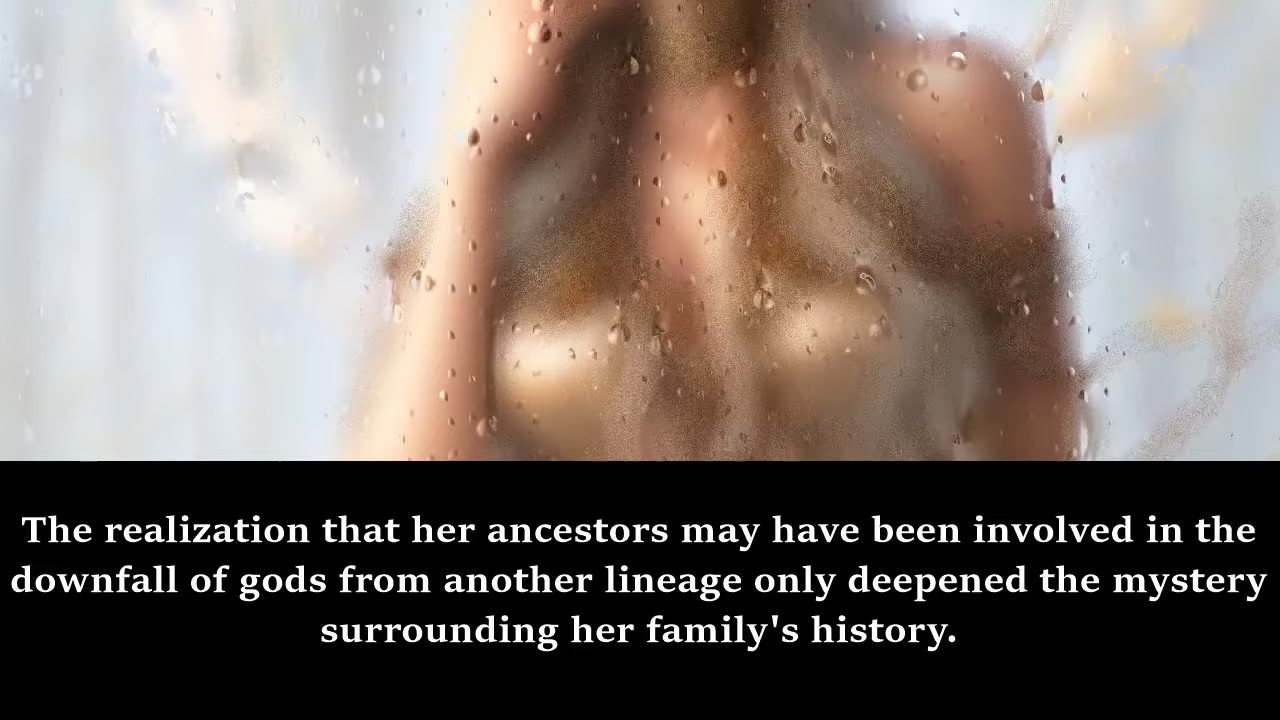 The realization that her ancestors may have been involved in the
downfall of gods from another lineage only deepened the mystery
surrounding her family's history.